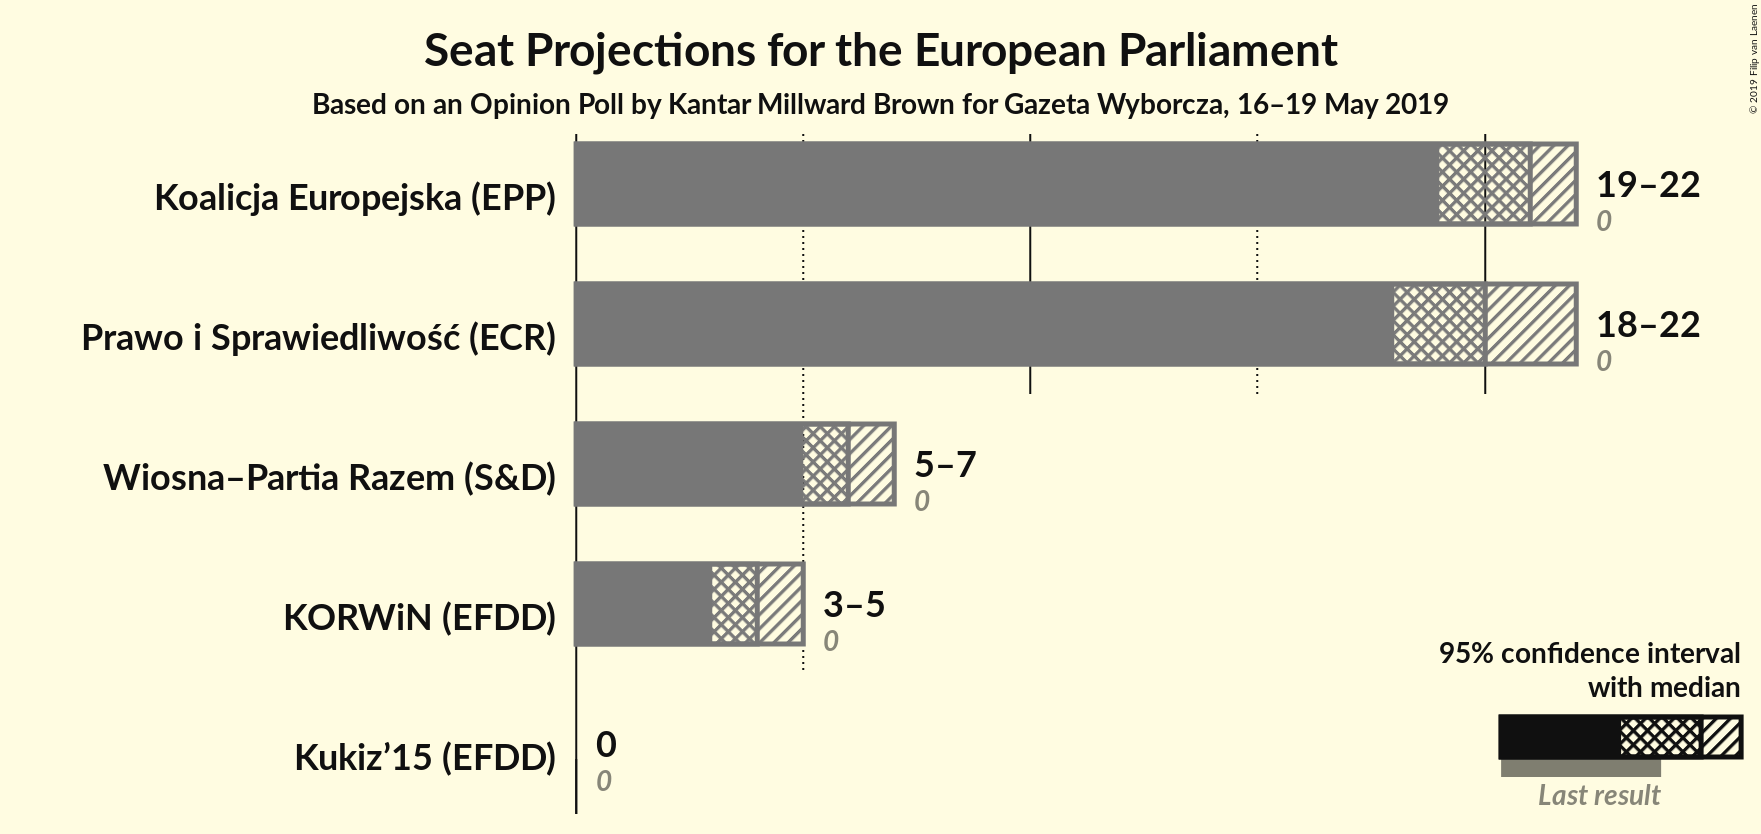 Seat Projections for the European Parliament
Based on an Opinion Poll by Kantar Millward Brown for Gazeta Wyborcza, 16–19 May 2019
© 2019 Filip van Laenen
Koalicja Europejska (EPP)
19–22
0
Prawo i Sprawiedliwość (ECR)
18–22
0
Wiosna–Partia Razem (S&D)
5–7
0
KORWiN (EFDD)
3–5
0
Kukiz’15 (EFDD)
0
0
95% confidence interval
with median
Last result